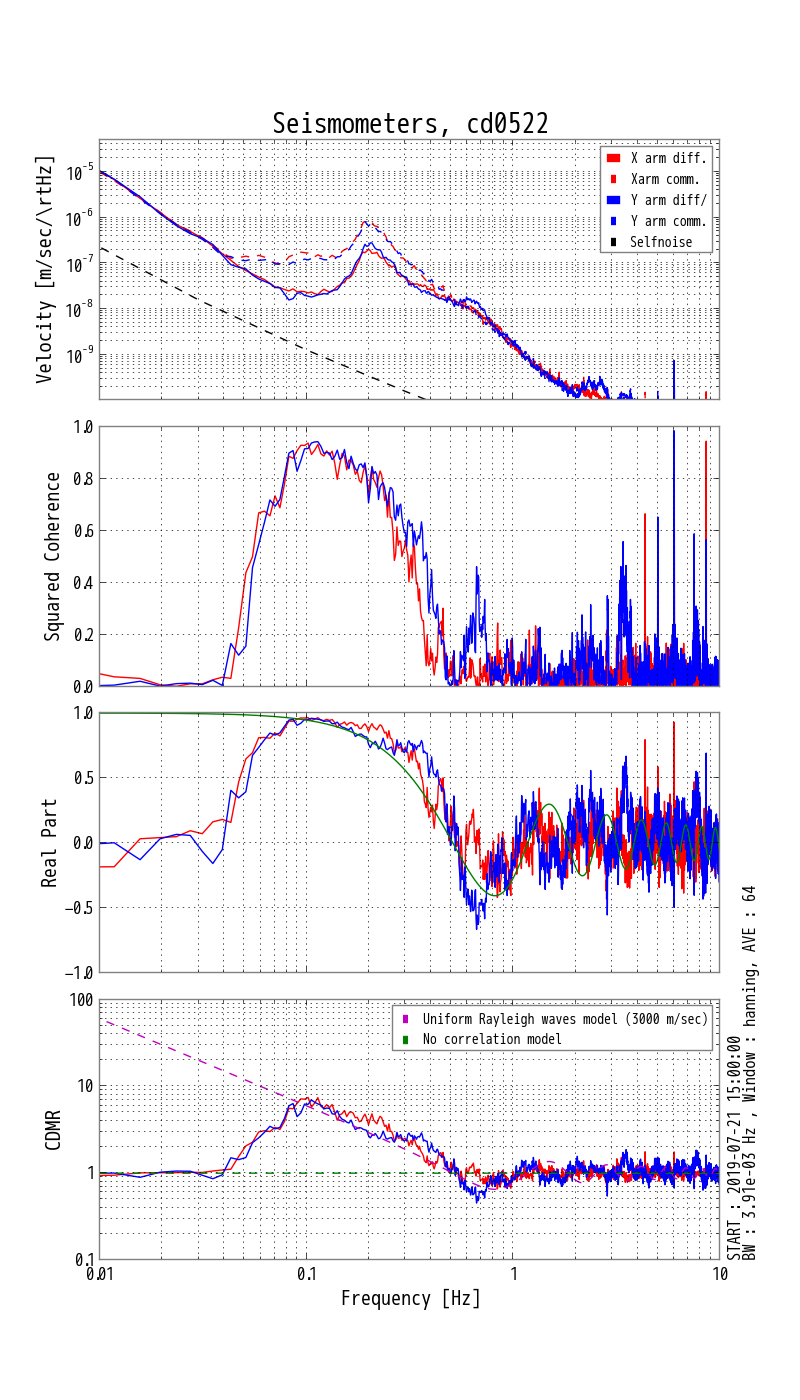 Seismometers, cd0522
Velocity [m/sec/\rtHz]
10^-5
10^-6
10^-7
10^-8
10^-9
X arm diff.
Xarm comm.
Y arm diff/
Y arm comm.
Selfnoise
Squared Coherence
1.0
0.8
0.6
0.4
0.2
0.0
Real Part
1.0
0.5
0.0
−0.5
−1.0
CDMR
100
10
1
0.1
Uniform Rayleigh waves model (3000 m/sec)
No correlation model
0.01
0.1
1
10
Frequency [Hz]
START : 2019-07-21 15:00:00
BW : 3.91e-03 Hz , Window : hanning, AVE : 64